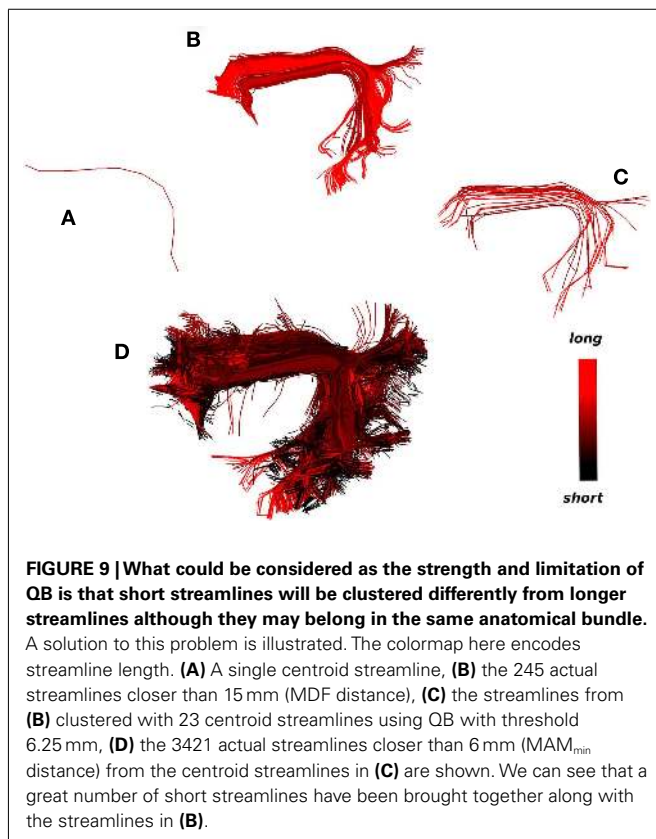 B
A
C
D
long
short
FIGURE 9 | What could be considered as the strength and limitation of
QB is that short streamlines will be clustered differently from longer
streamlines although they may belong in the same anatomical bundle.
A solution to this problem is illustrated. The colormap here encodes
streamline length. (A) A single centroid streamline, (B) the 245 actual
streamlines closer than 15 mm (MDF distance), (C) the streamlines from
(B) clustered with 23 centroid streamlines using QB with threshold
6.25 mm, (D) the 3421 actual streamlines closer than 6 mm (MAMmin
distance) from the centroid streamlines in (C) are shown. We can see that a
great number of short streamlines have been brought together along with
the streamlines in (B).